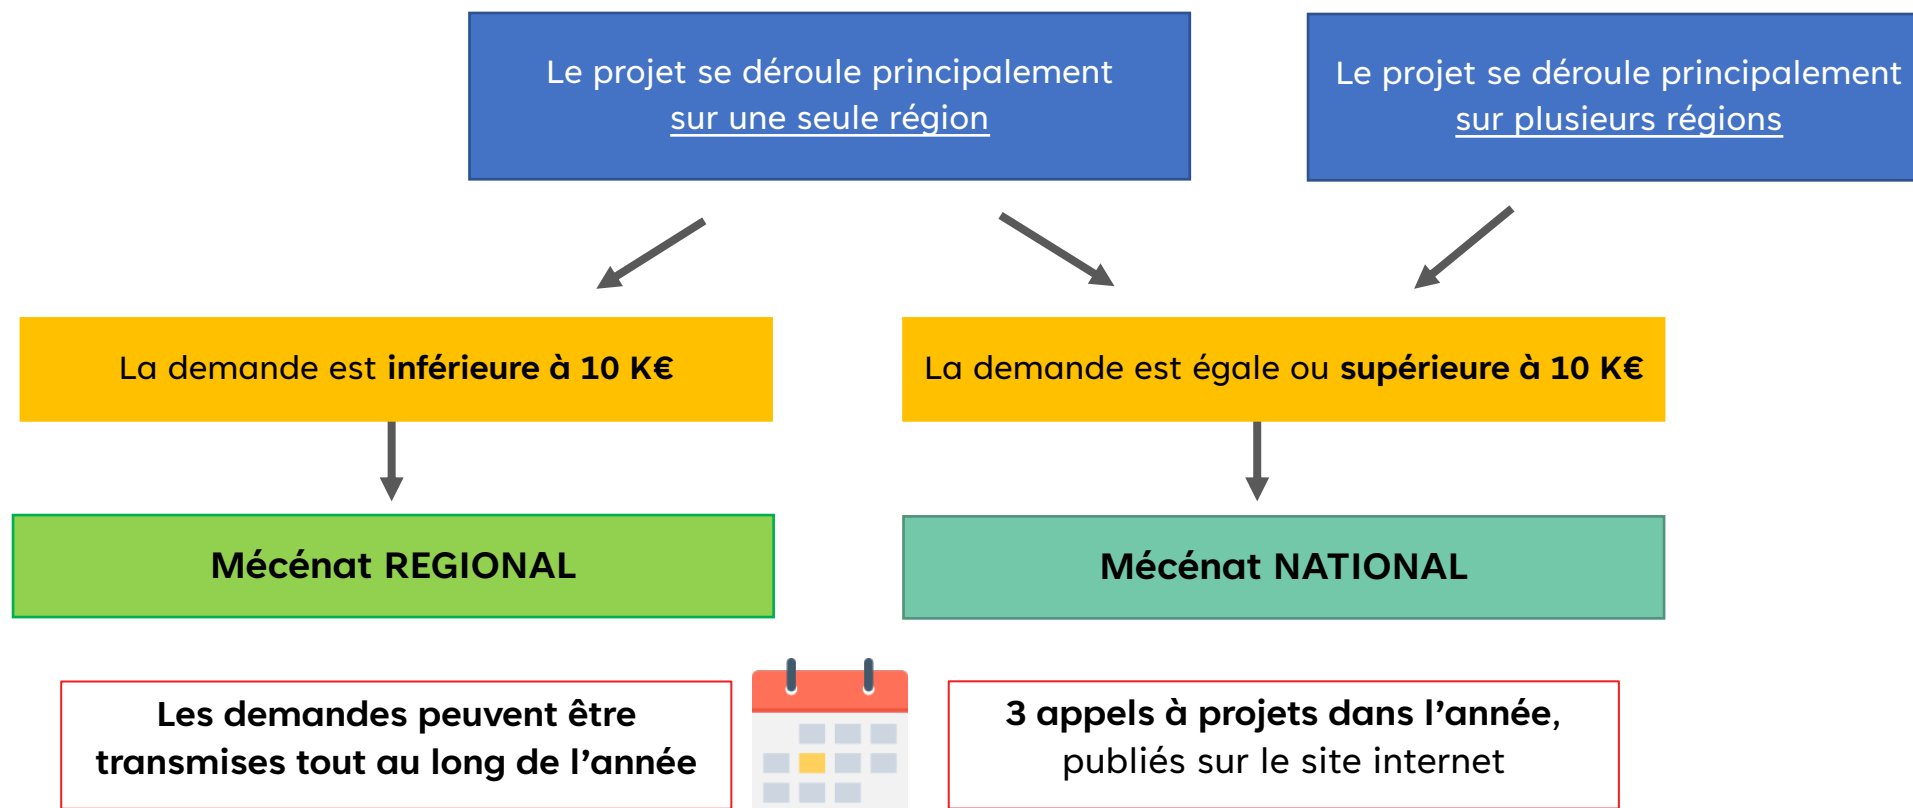 Le projet se déroule principalement
sur une seule région
Le projet se déroule principalement
sur plusieurs régions
La demande est inférieure à 10 K€
La demande est égale ou supérieure à 10 K€
Mécénat REGIONAL
Mécénat NATIONAL
Les demandes peuvent être
transmises tout au long de l’année
3 appels à projets dans l’année,
publiés sur le site internet